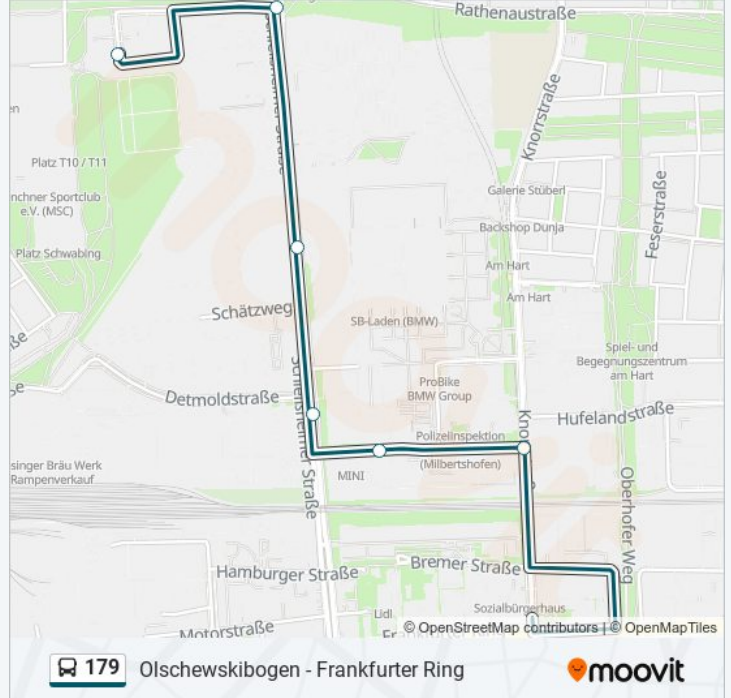 Rathenaustraße
Knorrstraße
Platz T10 / T11
nchner Sportclub
e.V. (MSC)
Galerie Stüberl
Feserstraße
Backshop Dunja
Platz Schwabing
Am Hart
Am Hart
Schätzweg
SB-Laden (BMW)
Spiel- und
Begegnungszentrum
am Hart
ProBike
BMW Group
Detmoldstraße
Hufelandstraße
Schleißheimer Straße
Polizeiinspektion
(Milbertshofen)
MINI
singer Bräu Werk
Rampenverkauf
Oberhofer Weg
Hamburger Straße
Bremer Straße
Lidl
Sozialbürgerhaus
© OpenStreetMap contributors | © OpenMapTiles
Motorstraße
179 Olschewskibogen - Frankfurter Ring
moovit